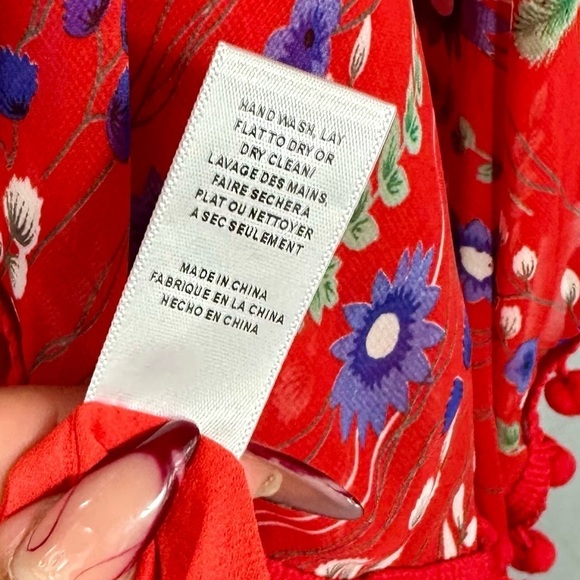 HAND WASH, LAY
FLAT TO DRY OR
DRY CLEAN/
LAVAGE DES MAINS,
FAIRE SECHER A
PLAT OU NETTOYER
A SEC SEULEMENT
MADE IN CHINA
FABRIQUE EN LA CHINA
HECHO EN CHINA